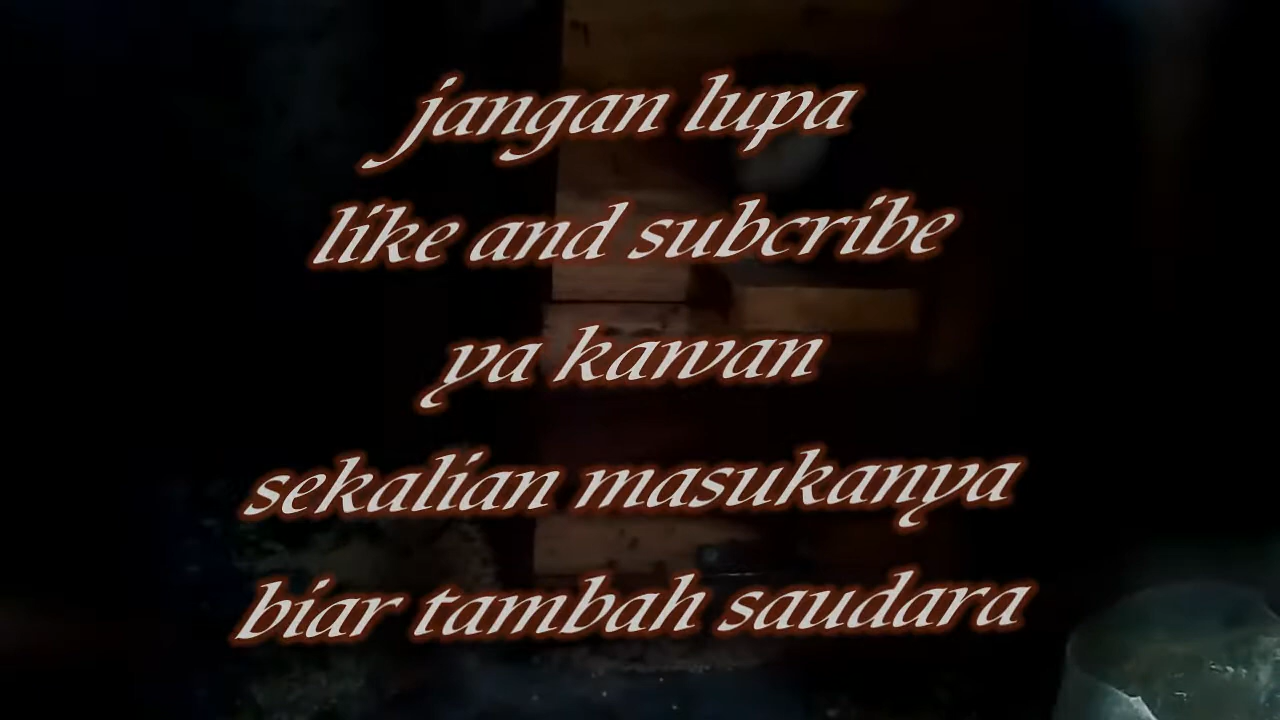 jangan lupa
like and subcribe
ya kawan
sekalian masukanya
biar tambah saudara